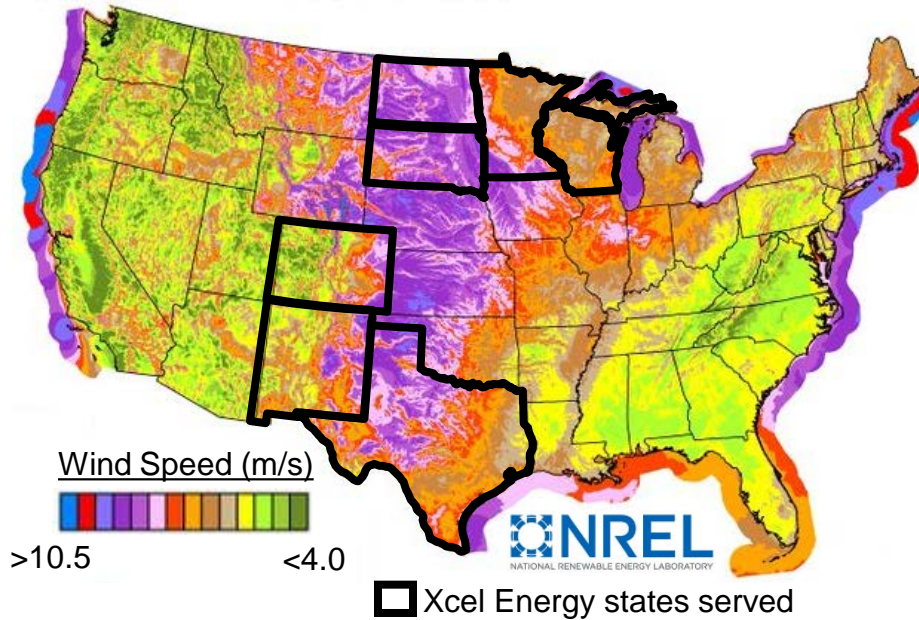 Wind Speed (m/s)
>10.5 <4.0
NREL
NATIONAL RENEWABLE ENERGY LABORATORY
Xcel Energy states served